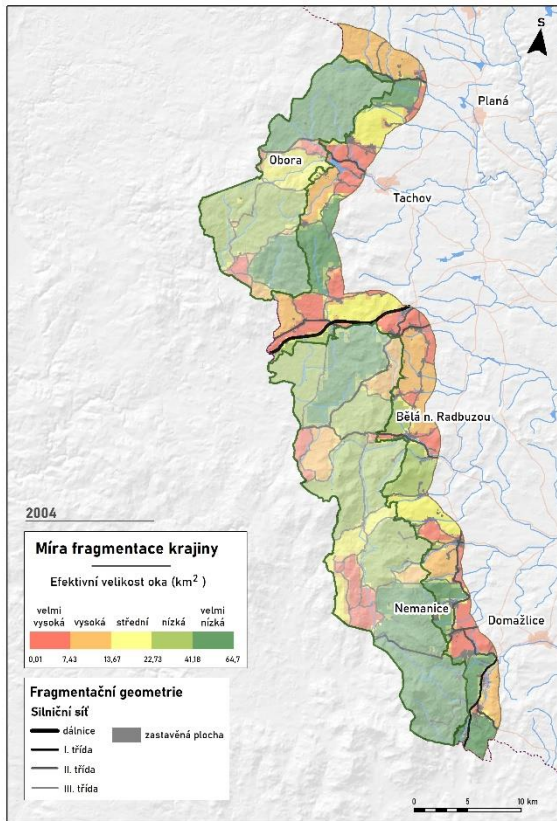 S
Planá
Obora
Tachov
Bělá n. Radbuzou
Nemanice
Domažlice
2004
Míra fragmentace krajiny
Efektivní velikost oka (km²)
velmi vysoká
vysoká
střední
nízká
velmi nízká
0,01 7,43 13,67 22,73 41,18 64,7
Fragmentační geometrie
Silniční síť
dálnice
zastavěná plocha
I. třída
II. třída
III. třída
0 5 10 km